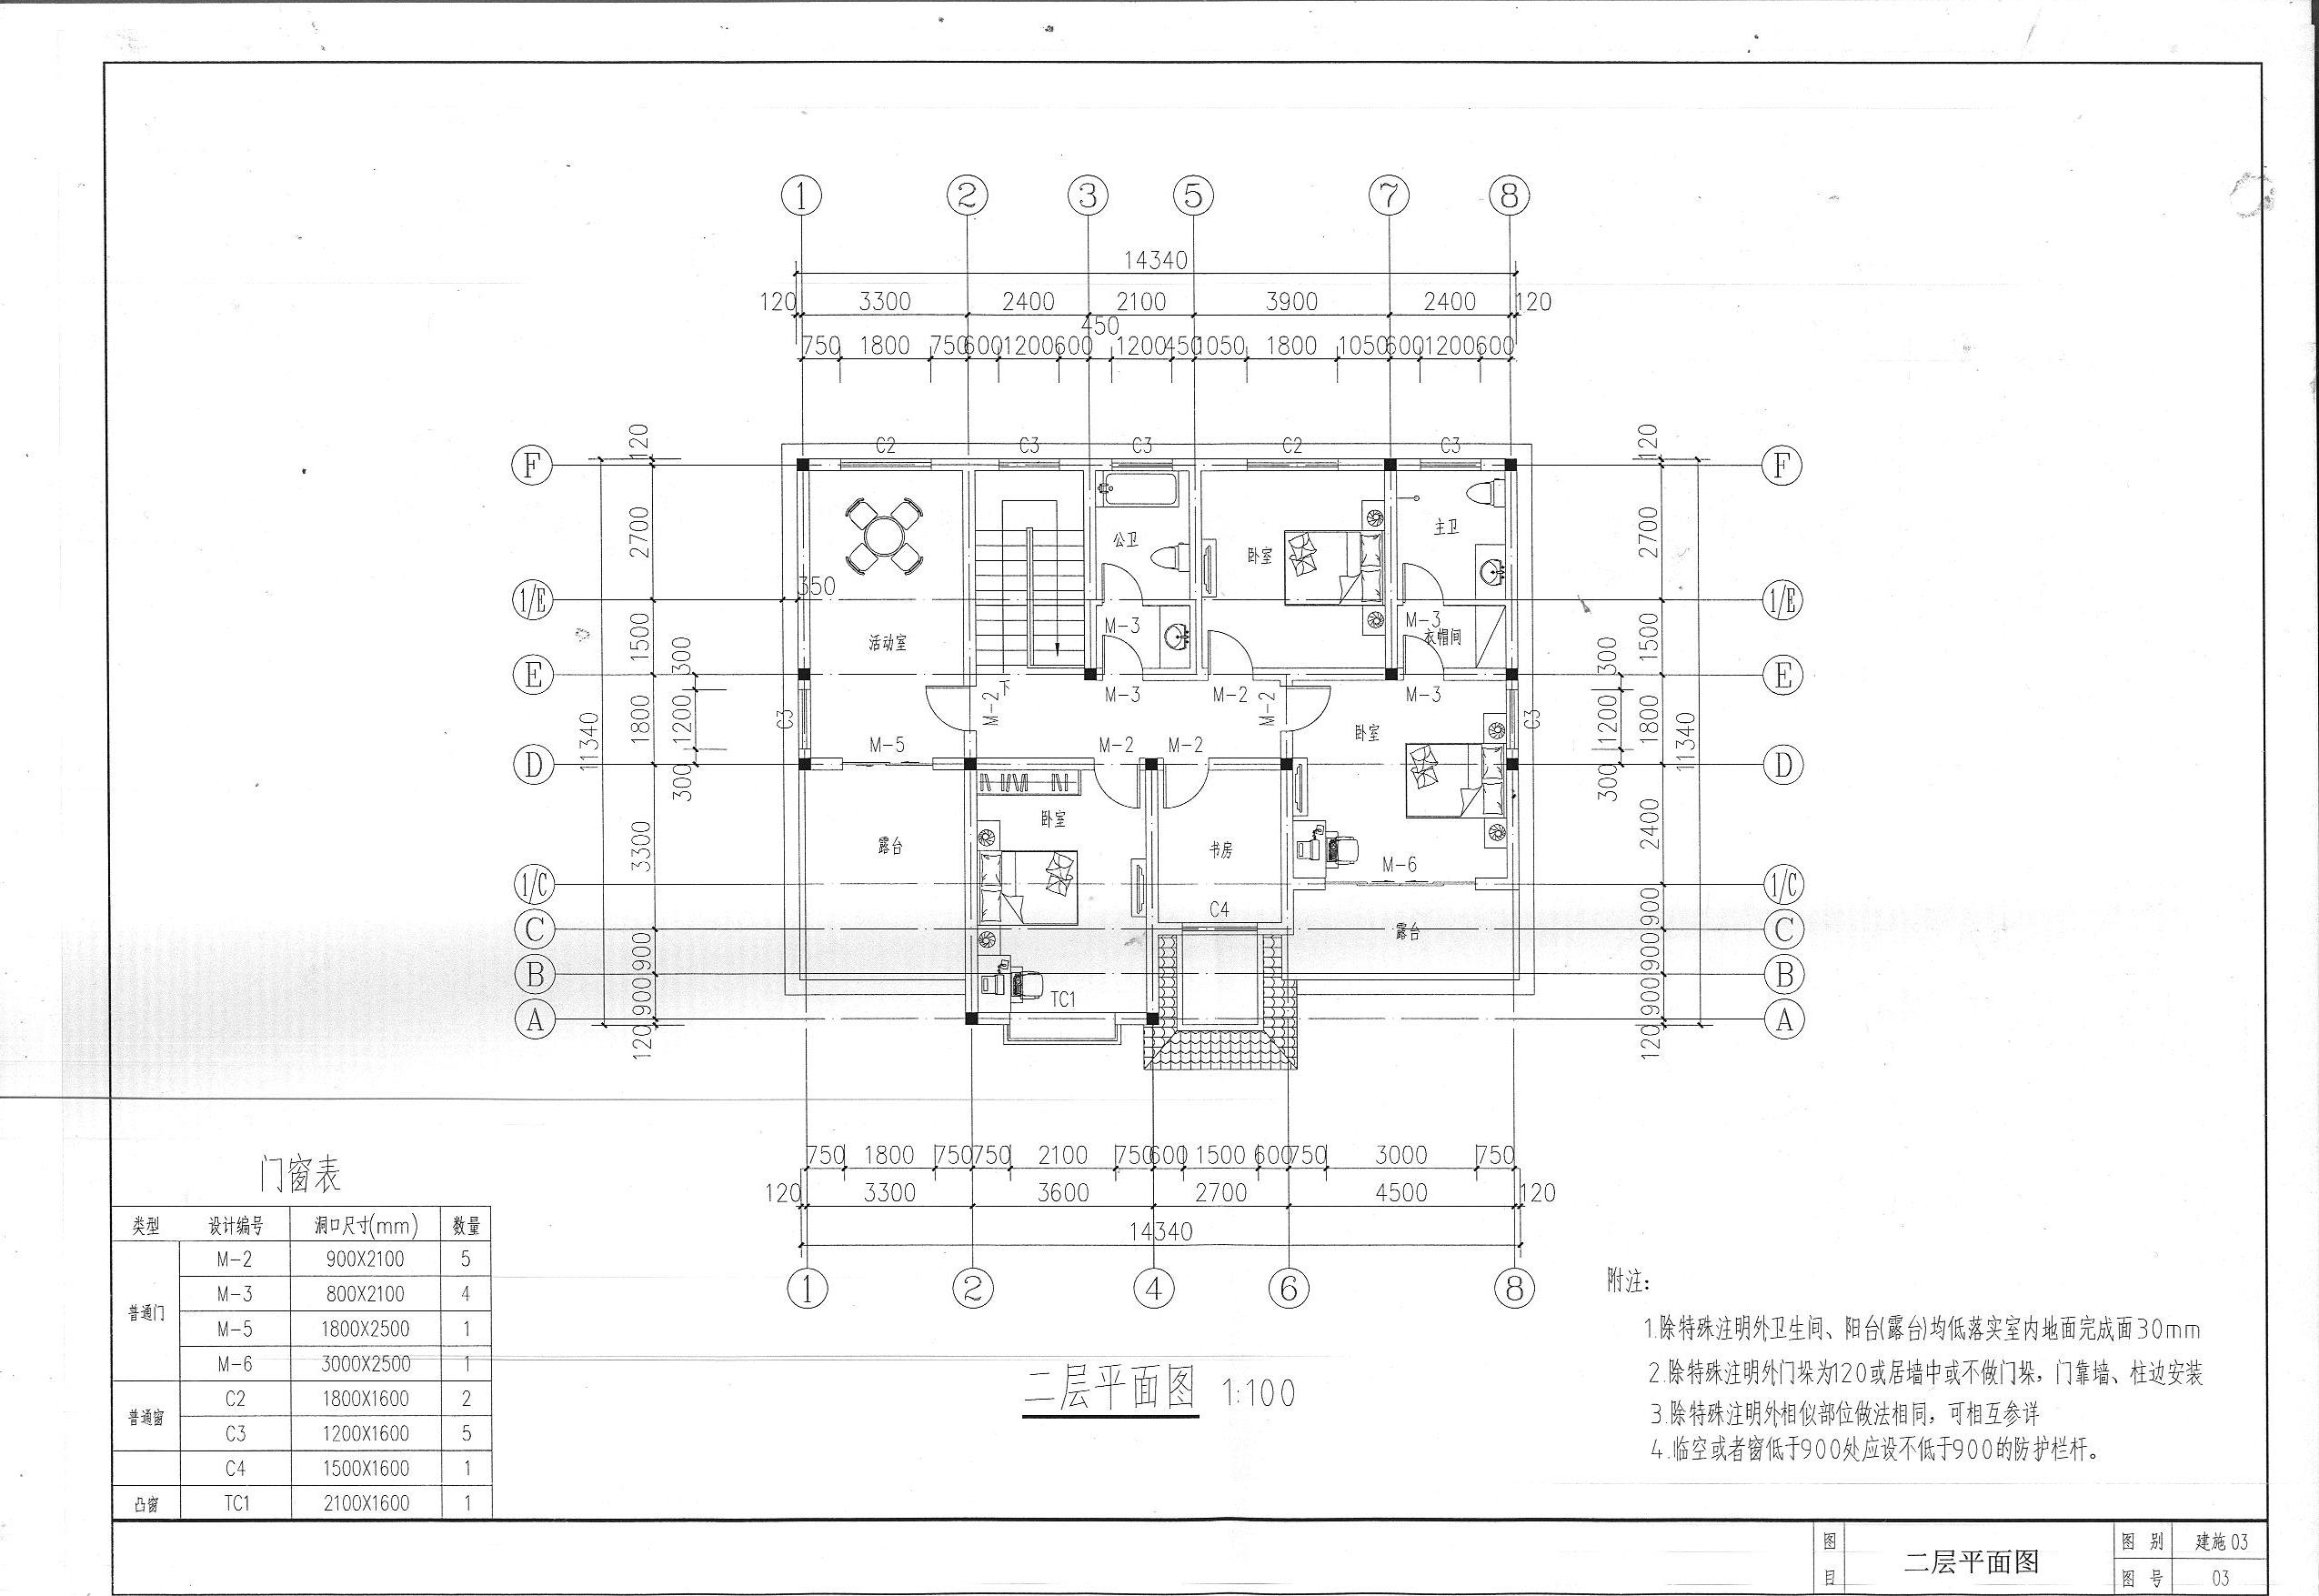 1 2 3 5 7 8
14340
120 3300 2400 2100 3900 2400 120
450
750 1800 750 600 1200 600 1200 450 1050 1800 1050 600 1200 600
C2 C3 C3 C2 C3
F 120 120 F
2700 2700
公卫 卧室 主卫
350
1/E 1/E
1500 活动室 M-3 M-3 1500
衣帽间
E 300 300 E
下
M-2 M-3 M-2 M-2 M-3
11340 1800 1200 C3 卧室 C3 1200 1800 11340
M-5 M-2 M-2
D 300 300 D
3300 露台 卧室 书房 M-6 2400
1/C 1/C
C4 900
C 露台 C
900 900
B B
900 TC1 900
A A
120 120
750 1800 750 750 2100 750 600 1500 600 750 3000 750
120 3300 3600 2700 4500 120
14340
1 2 4 6 8
门窗表
类型 设计编号 洞口尺寸(mm) 数量
普通门
M-2 900X2100 5
M-3 800X2100 4
M-5 1800X2500 1
M-6 3000X2500 1
普通窗
C2 1800X1600 2
C3 1200X1600 5
C4 1500X1600 1
凸窗 TC1 2100X1600 1
二层平面图 1:100
附注：
1.除特殊注明外卫生间、阳台(露台)均低落实室内地面完成面30mm
2.除特殊注明外门垛为120或居墙中或不做门垛，门靠墙、柱边安装
3.除特殊注明外相似部位做法相同，可相互参详
4.临空或者窗低于900处应设不低于900的防护栏杆。
图目 二层平面图
图别 建施03
图号 03